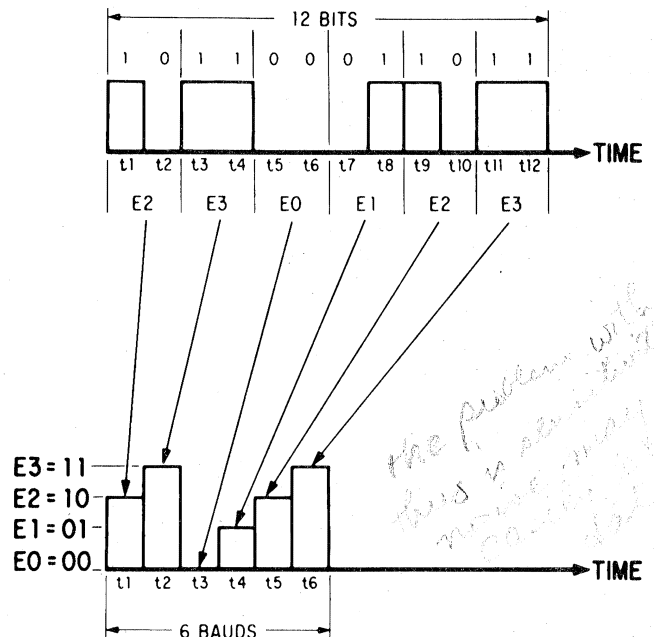 12 BITS
1 0 1 1 0 0 0 1 1 0 1 1
TIME
t1 t2 t3 t4 t5 t6 t7 t8 t9 t10 t11 t12
E2 E3 E0 E1 E2 E3
the problem with
this is
noise may
E3 = 11
E2 = 10
E1 = 01
E0 = 00
TIME
t1 t2 t3 t4 t5 t6
6 BAUDS